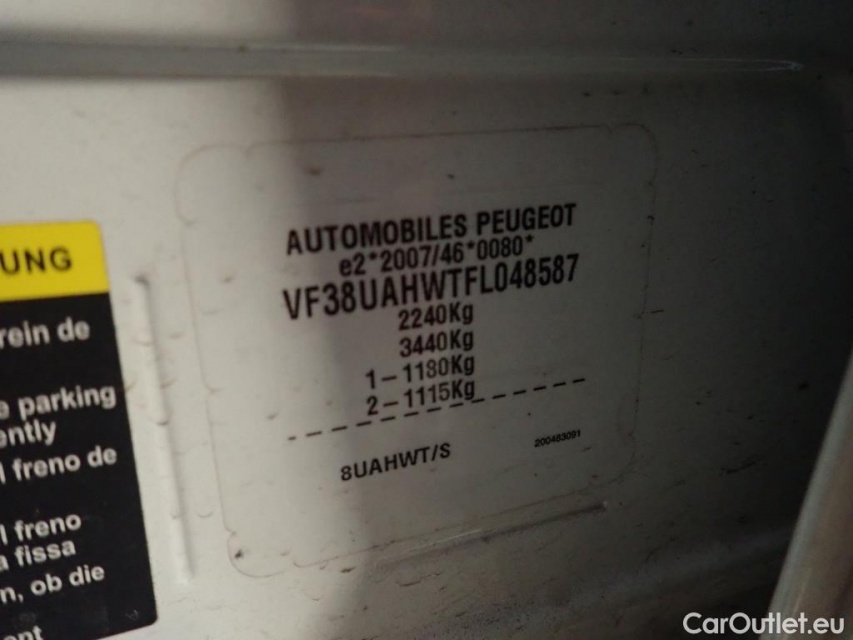 AUTOMOBILES PEUGEOT
e2*2007/46*0080*
VF38UAHWTFL048587
2240Kg
3440Kg
1-1180Kg
2-1115Kg
8UAHWT/S
200483091
UNG
rein de
e parking
ently
l freno de
l freno
a fissa
n, ob die
ent
CarOutlet.eu